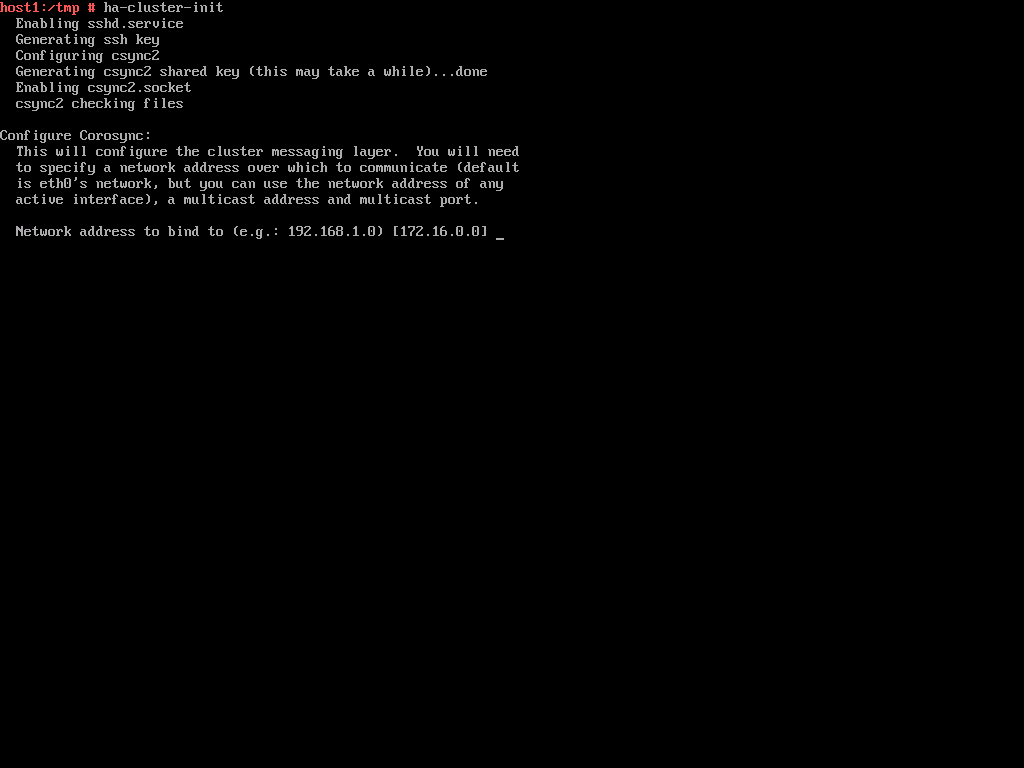 host1:/tmp # ha-cluster-init
Enabling sshd.service
Generating ssh key
Configuring csync2
Generating csync2 shared key (this may take a while)...done
Enabling csync2.socket
csync2 checking files
Configure Corosync:
This will configure the cluster messaging layer.  You will need
to specify a network address over which to communicate (default
is eth0's network, but you can use the network address of any
active interface), a multicast address and multicast port.
Network address to bind to (e.g.: 192.168.1.0) [172.16.0.0] _